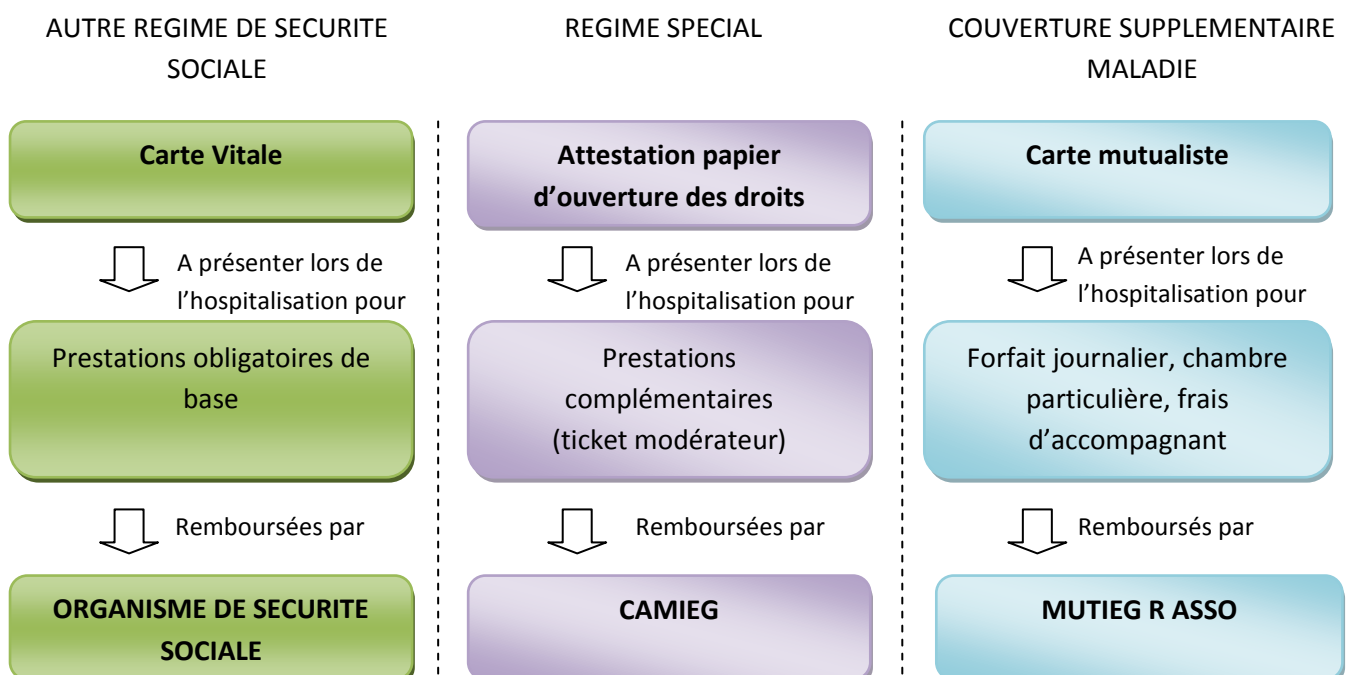 AUTRE REGIME DE SECURITE
SOCIALE
Carte Vitale
A présenter lors de
l’hospitalisation pour
Prestations obligatoires de
base
Remboursées par
ORGANISME DE SECURITE
SOCIALE
REGIME SPECIAL
Attestation papier
d’ouverture des droits
A présenter lors de
l’hospitalisation pour
Prestations
complémentaires
(ticket modérateur)
Remboursées par
CAMIEG
COUVERTURE SUPPLEMENTAIRE
MALADIE
Carte mutualiste
A présenter lors de
l’hospitalisation pour
Forfait journalier, chambre
particulière, frais
d’accompagnant
Remboursés par
MUTIEG R ASSO